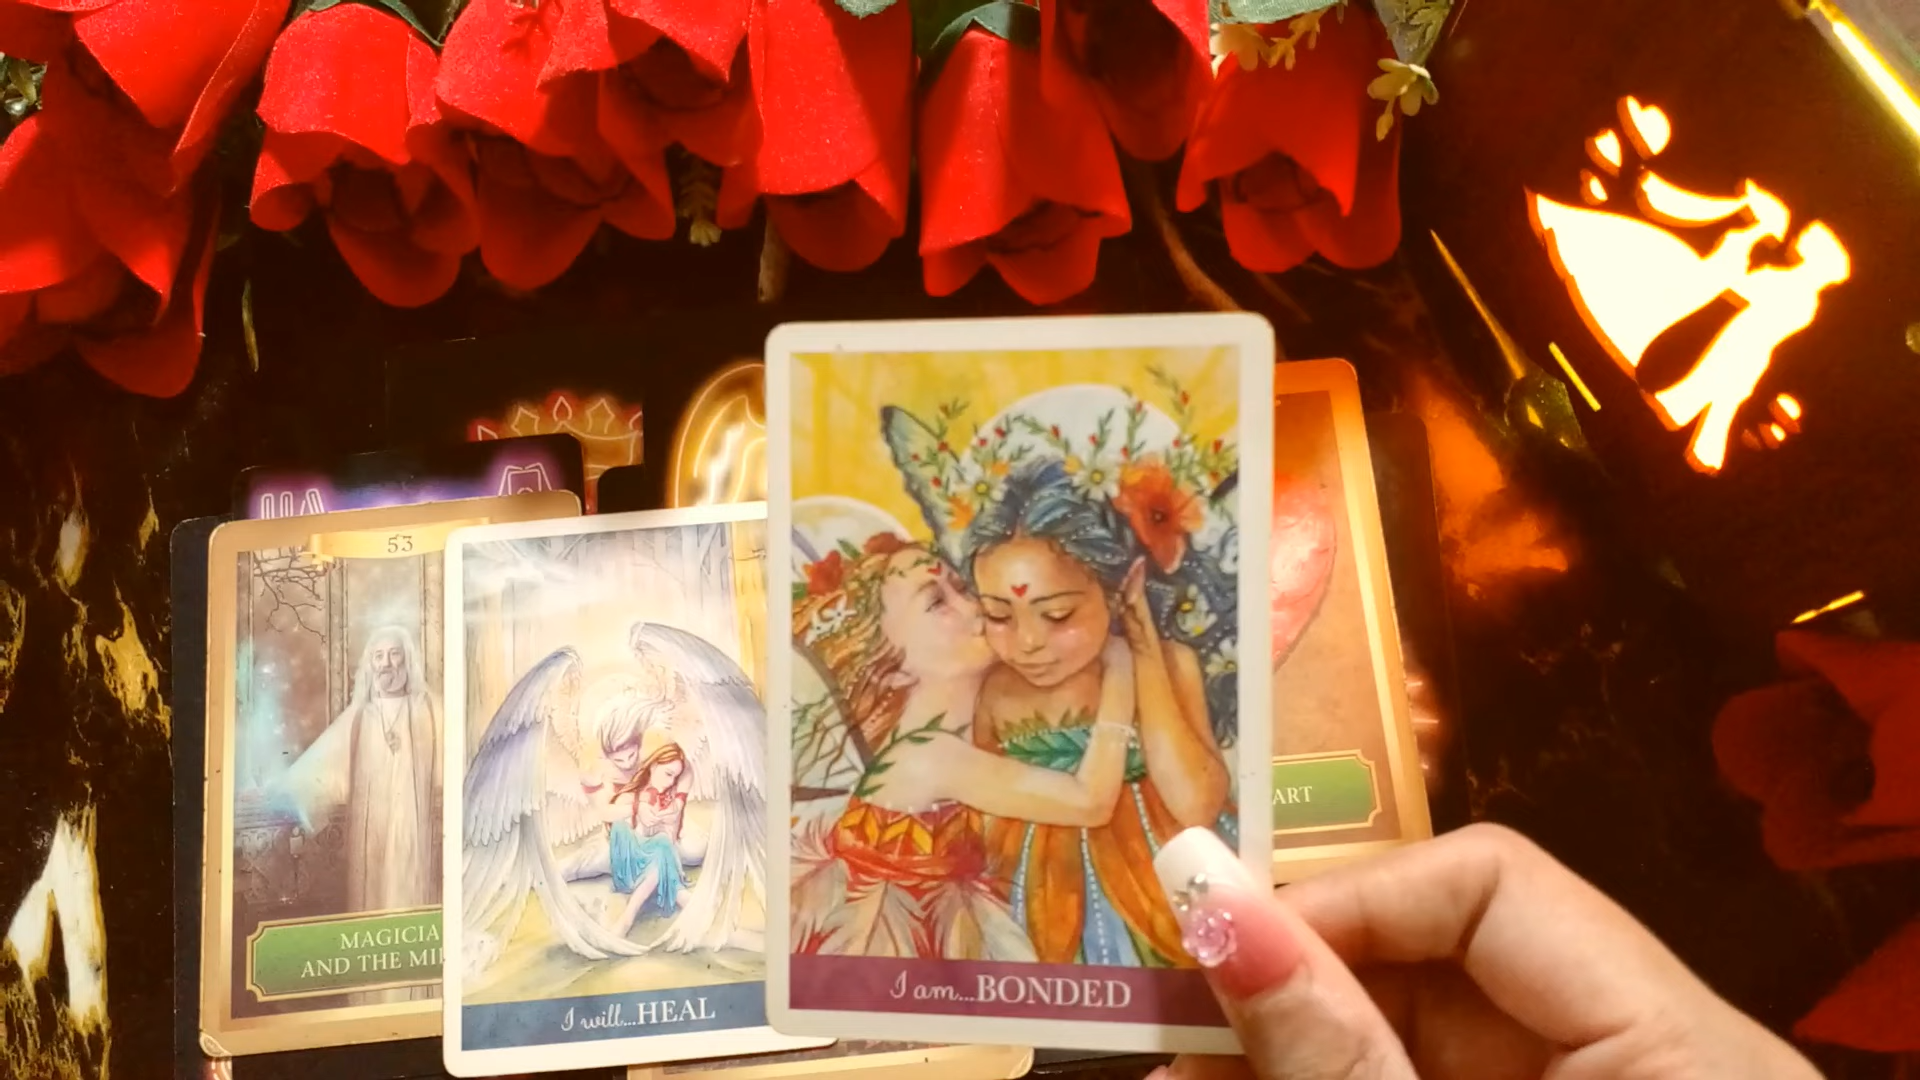 53
MAGICIA
AND THE MI
I will...HEAL
I am...BONDED
ART